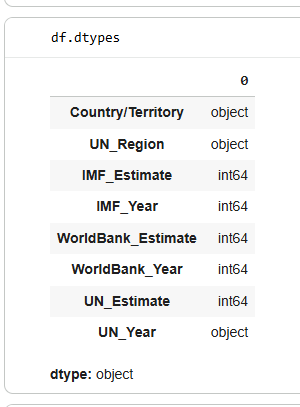 df.dtypes
0
Country/Territory object
UN_Region object
IMF_Estimate int64
IMF_Year int64
WorldBank_Estimate int64
WorldBank_Year int64
UN_Estimate int64
UN_Year object
dtype: object